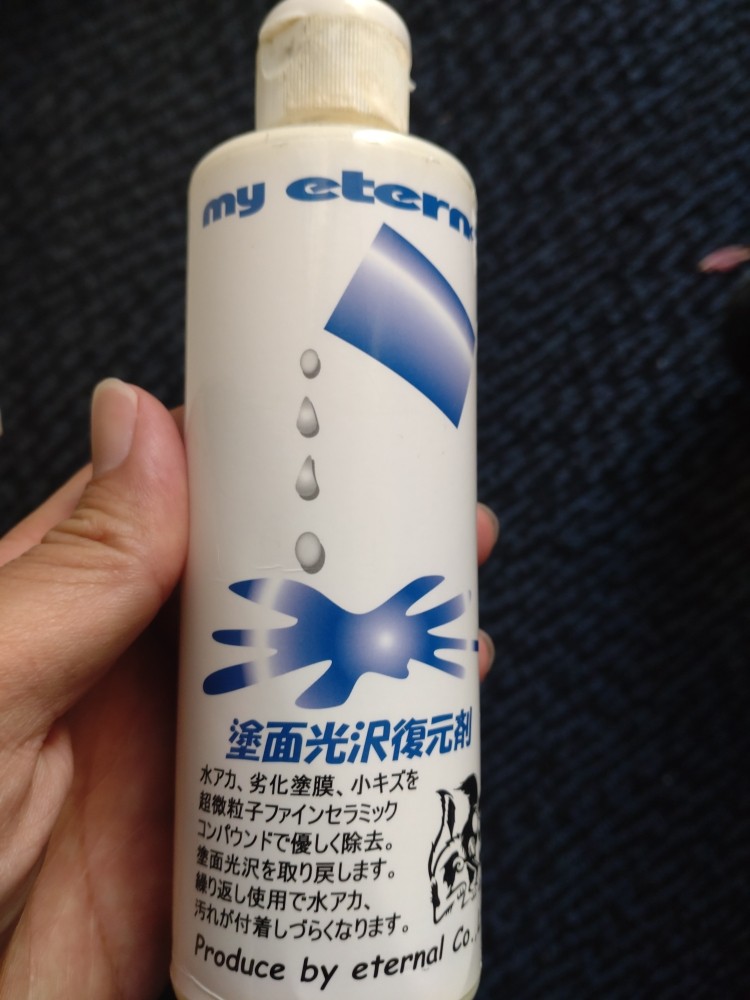 my etern
塗面光沢復元剤
水アカ、劣化塗膜、小キズを
超微粒子ファインセラミック
コンパウンドで優しく除去。
塗面光沢を取り戻します。
繰り返し使用で水アカ、
汚れが付着しづらくなります。
Produce by eternal Co.,